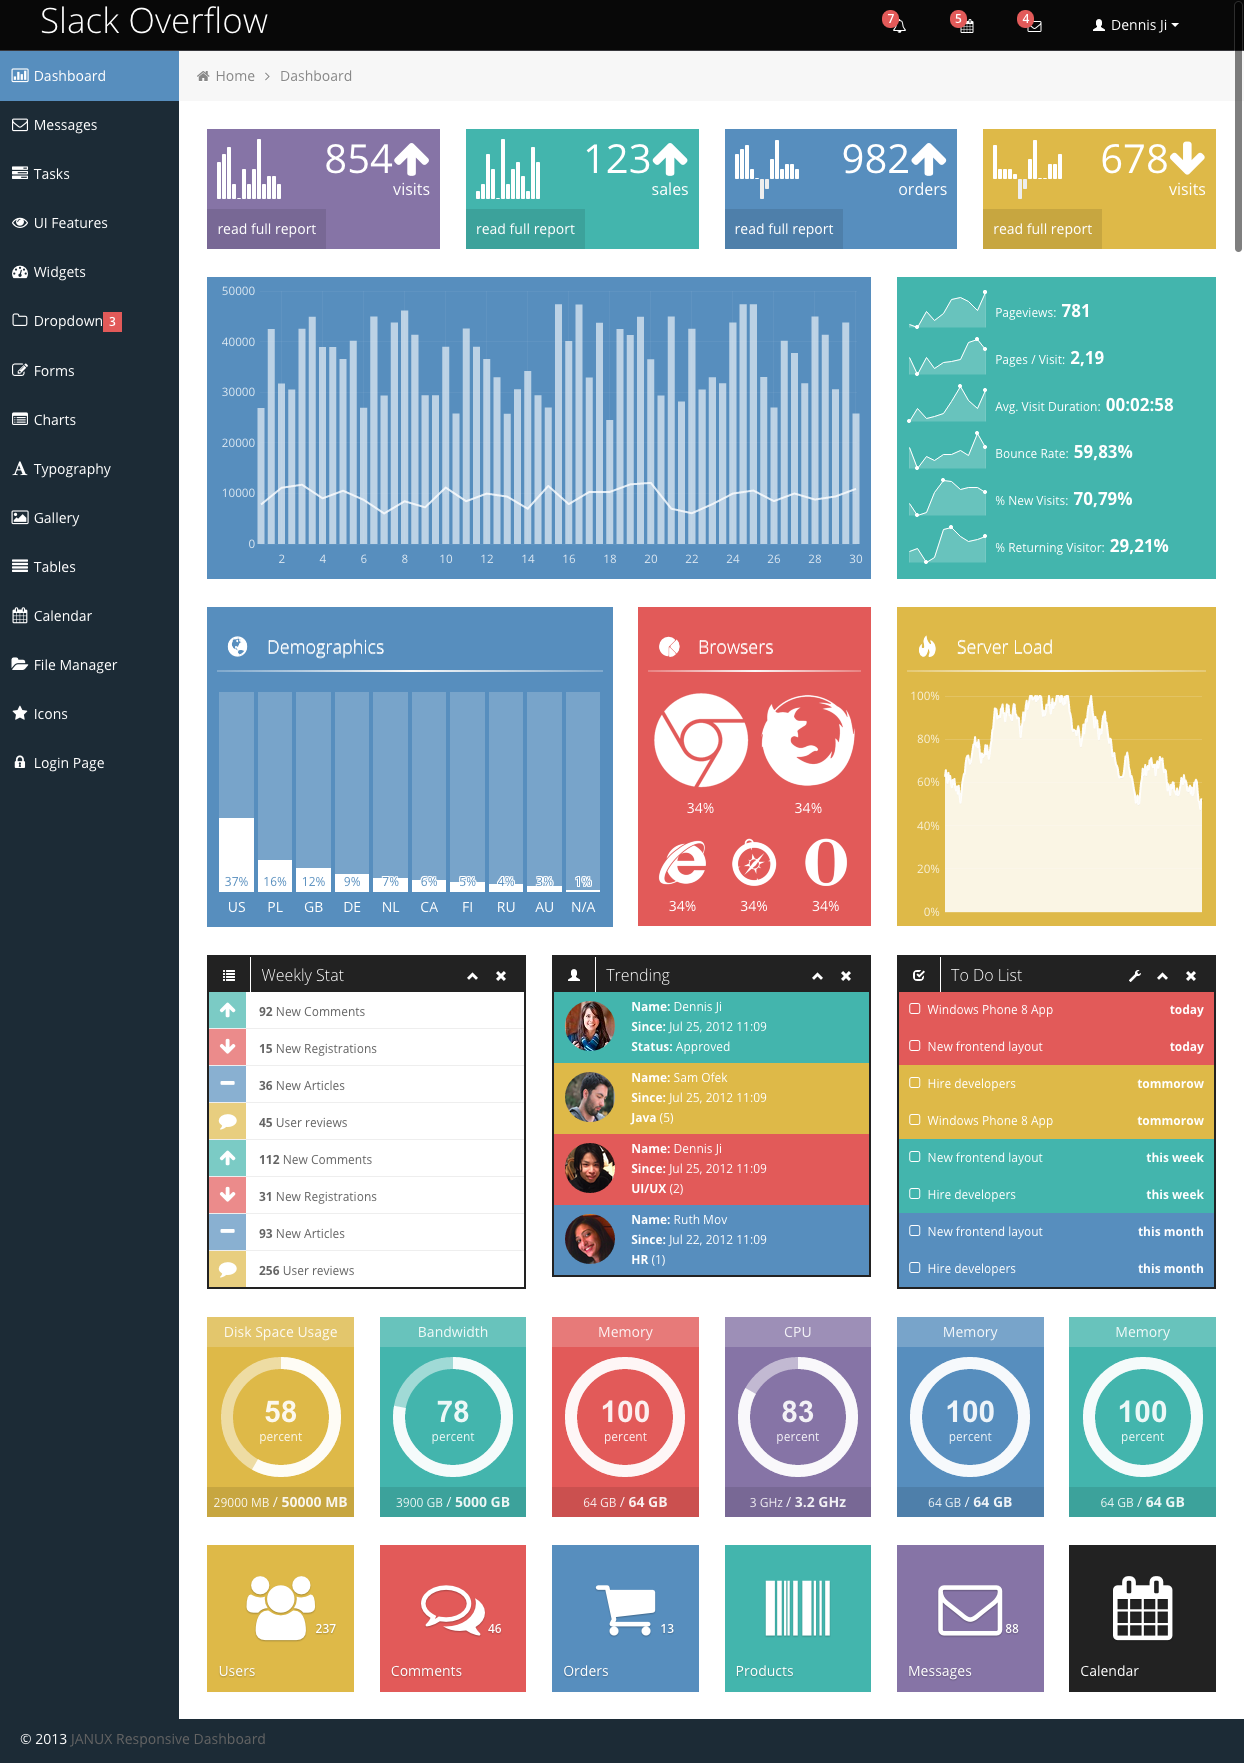 Slack Overflow
7
5
4
Dennis Ji
Dashboard
Messages
Tasks
UI Features
Widgets
Dropdown 3
Forms
Charts
Typography
Gallery
Tables
Calendar
File Manager
Icons
Login Page
Home > Dashboard
854
visits
read full report
123
sales
read full report
982
orders
read full report
678
visits
read full report
50000
40000
30000
20000
10000
0
2 4 6 8 10 12 14 16 18 20 22 24 26 28 30
Pageviews: 781
Pages / Visit: 2,19
Avg. Visit Duration: 00:02:58
Bounce Rate: 59,83%
% New Visits: 70,79%
% Returning Visitor: 29,21%
Demographics
37% 16% 12% 9% 7% 6% 5% 4% 3% 1%
US PL GB DE NL CA FI RU AU N/A
Browsers
34% 34%
34% 34% 34%
Server Load
100%
80%
60%
40%
20%
0%
Weekly Stat
92 New Comments
15 New Registrations
36 New Articles
45 User reviews
112 New Comments
31 New Registrations
93 New Articles
256 User reviews
Trending
Name: Dennis Ji
Since: Jul 25, 2012 11:09
Status: Approved
Name: Sam Ofek
Since: Jul 25, 2012 11:09
Java (5)
Name: Dennis Ji
Since: Jul 25, 2012 11:09
UI/UX (2)
Name: Ruth Mov
Since: Jul 22, 2012 11:09
HR (1)
To Do List
Windows Phone 8 App today
New frontend layout today
Hire developers tommorow
Windows Phone 8 App tommorow
New frontend layout this week
Hire developers this week
New frontend layout this month
Hire developers this month
Disk Space Usage
58
percent
29000 MB / 50000 MB
Bandwidth
78
percent
3900 GB / 5000 GB
Memory
100
percent
64 GB / 64 GB
CPU
83
percent
3 GHz / 3.2 GHz
Memory
100
percent
64 GB / 64 GB
Memory
100
percent
64 GB / 64 GB
237
Users
46
Comments
13
Orders
Products
88
Messages
Calendar
© 2013 JANUX Responsive Dashboard